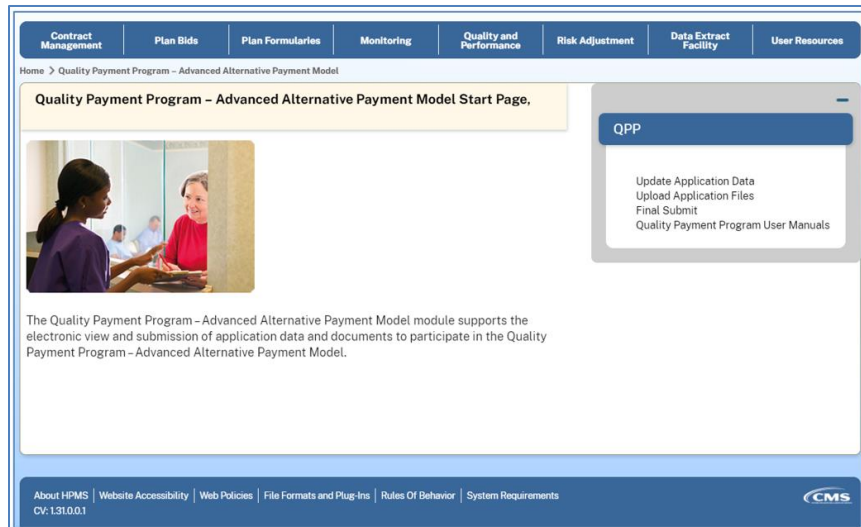 Contract Management
Plan Bids
Plan Formularies
Monitoring
Quality and Performance
Risk Adjustment
Data Extract Facility
User Resources
Home > Quality Payment Program – Advanced Alternative Payment Model
Quality Payment Program – Advanced Alternative Payment Model Start Page,
QPP
Update Application Data
Upload Application Files
Final Submit
Quality Payment Program User Manuals
The Quality Payment Program – Advanced Alternative Payment Model module supports the
electronic view and submission of application data and documents to participate in the Quality
Payment Program – Advanced Alternative Payment Model.
About HPMS | Website Accessibility | Web Policies | File Formats and Plug-Ins | Rules Of Behavior | System Requirements
CV: 1.31.0.0.1
CMS